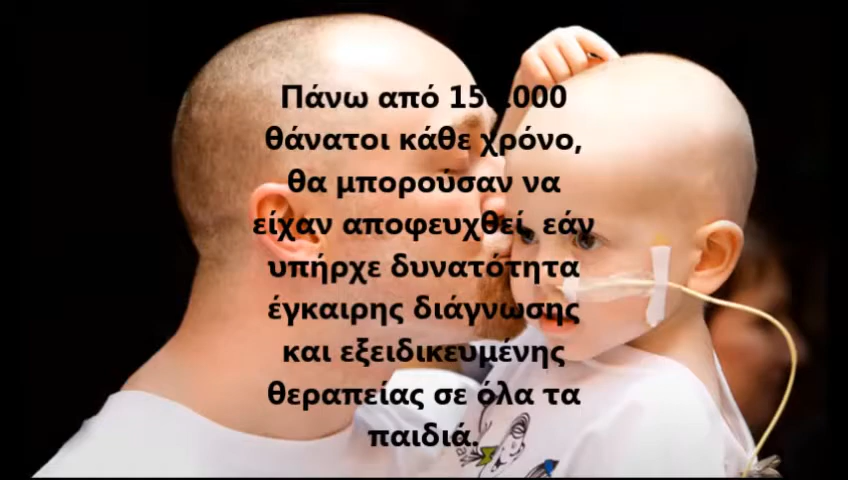 Πάνω από
θάνατοι κάθε χρόνο,
θα μπορούσαν να
είχαν αποφευχθεί, εάν
υπήρχε δυνατότητα
έγκαιρης διάγνωσης
και εξειδικευμένης
θεραπείας σε όλα τα
παιδιά.